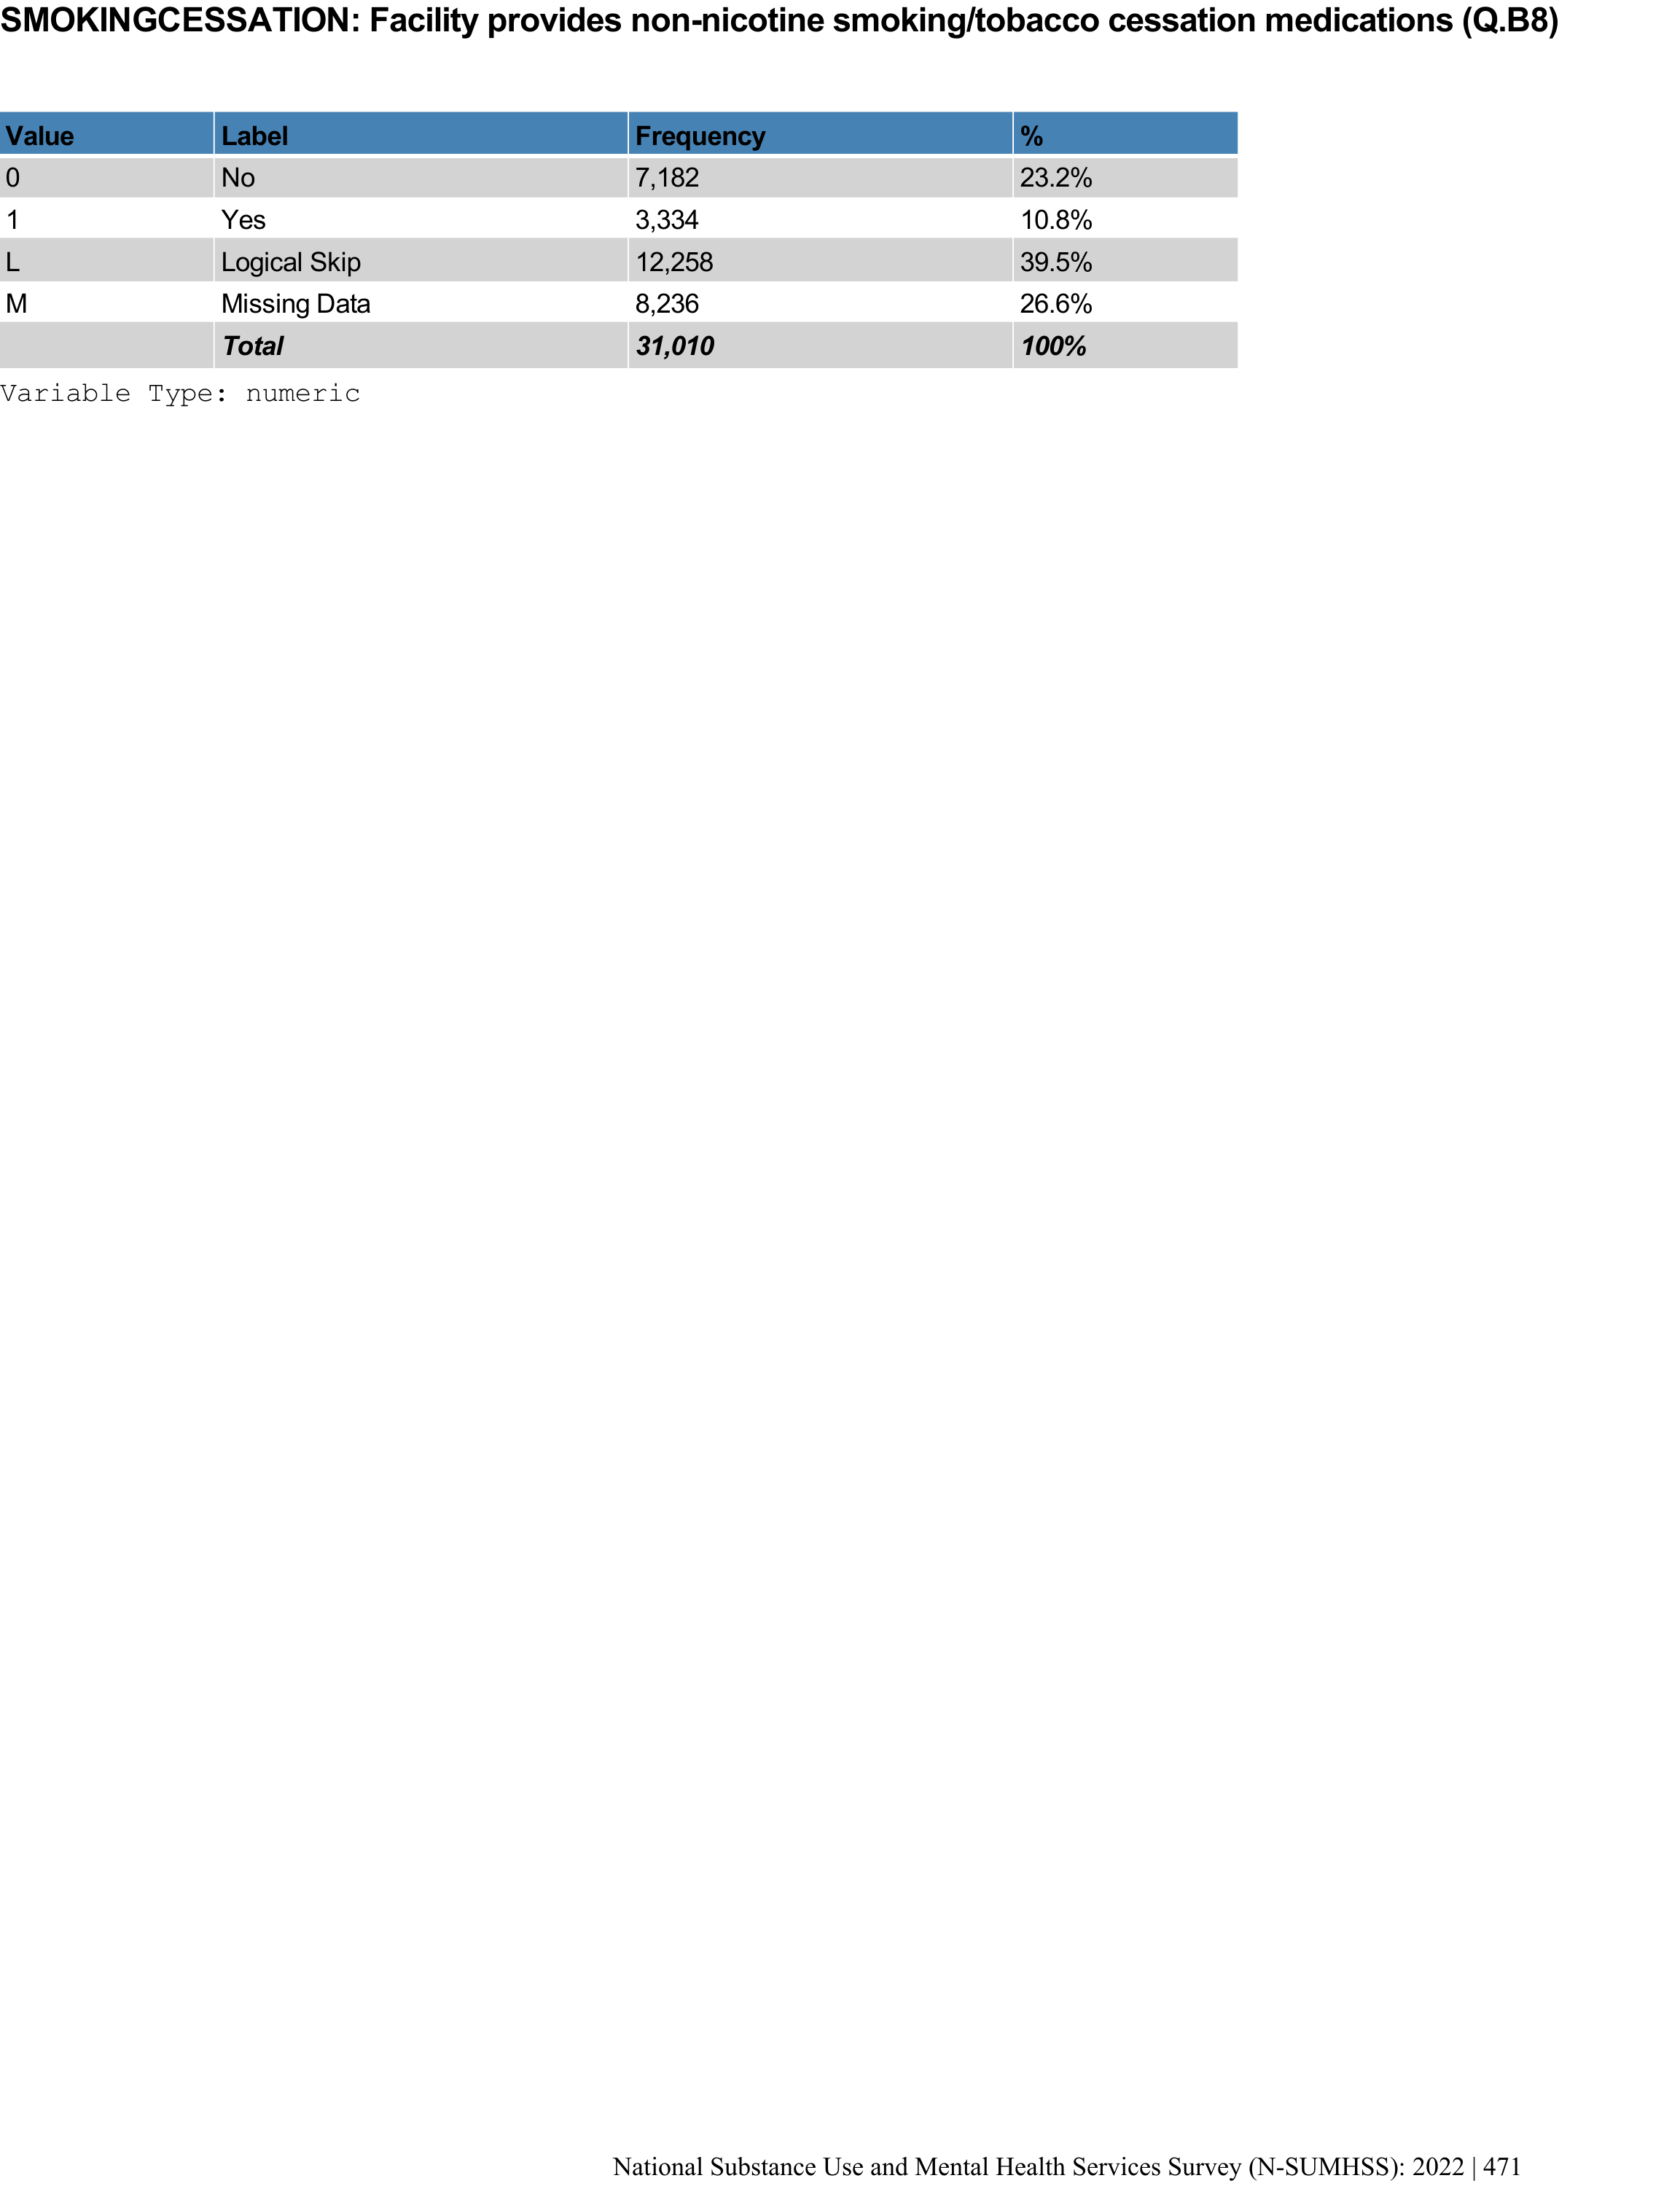 SMOKINGCESSATION: Facility provides non-nicotine smoking/tobacco cessation medications (Q.B8)
Value Label Frequency %
0 No 7,182 23.2%
1 Yes 3,334 10.8%
L Logical Skip 12,258 39.5%
M Missing Data 8,236 26.6%
Total 31,010 100%
Variable Type: numeric
National Substance Use and Mental Health Services Survey (N-SUMHSS): 2022 | 471